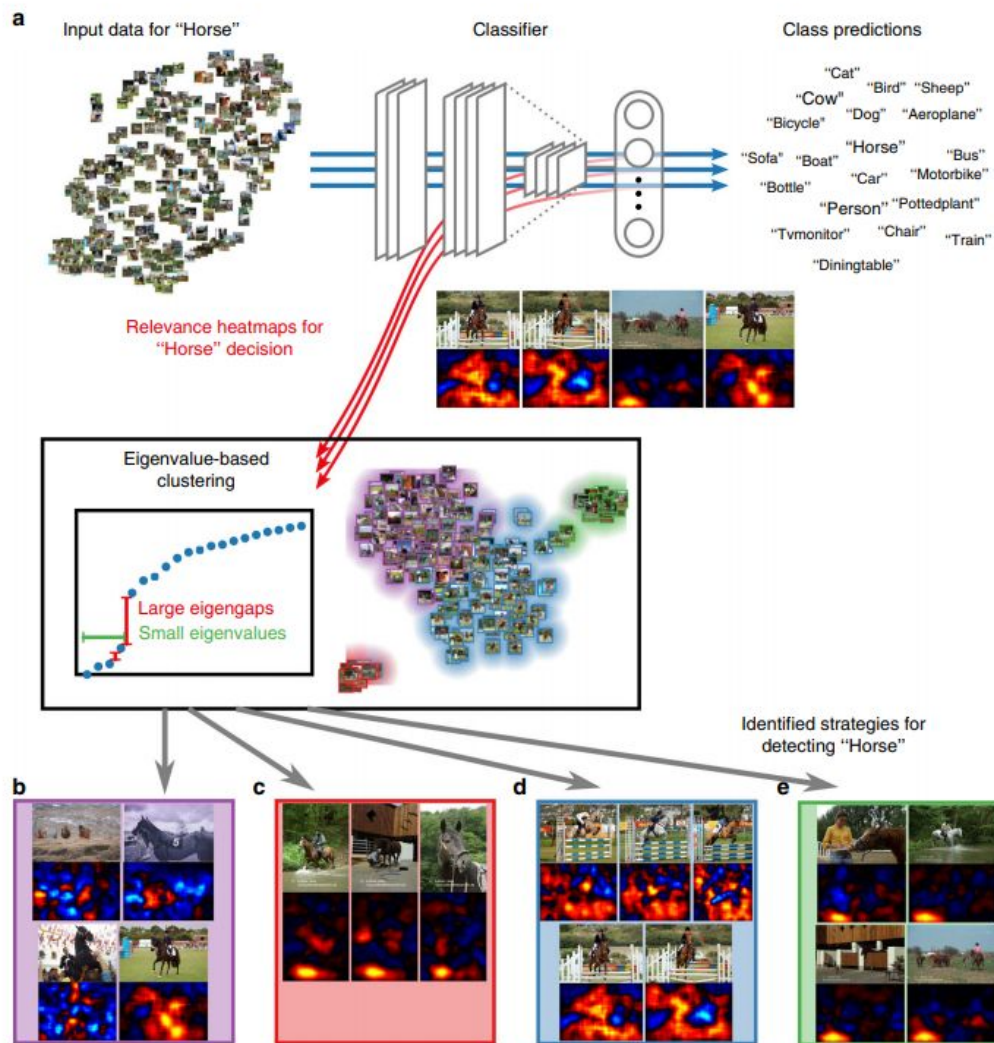 a
Input data for “Horse”
Classifier
Class predictions
“Cat”
“Bird” “Sheep”
“Cow”
“Dog” “Aeroplane”
“Bicycle”
“Horse”
“Sofa” “Boat” “Bus”
“Car” “Motorbike”
“Bottle”
“Person” “Pottedplant”
“Tvmonitor” “Chair” “Train”
“Diningtable”
Relevance heatmaps for
“Horse” decision
Eigenvalue-based
clustering
Large eigengaps
Small eigenvalues
Identified strategies for
detecting “Horse”
b
c
d
e
5